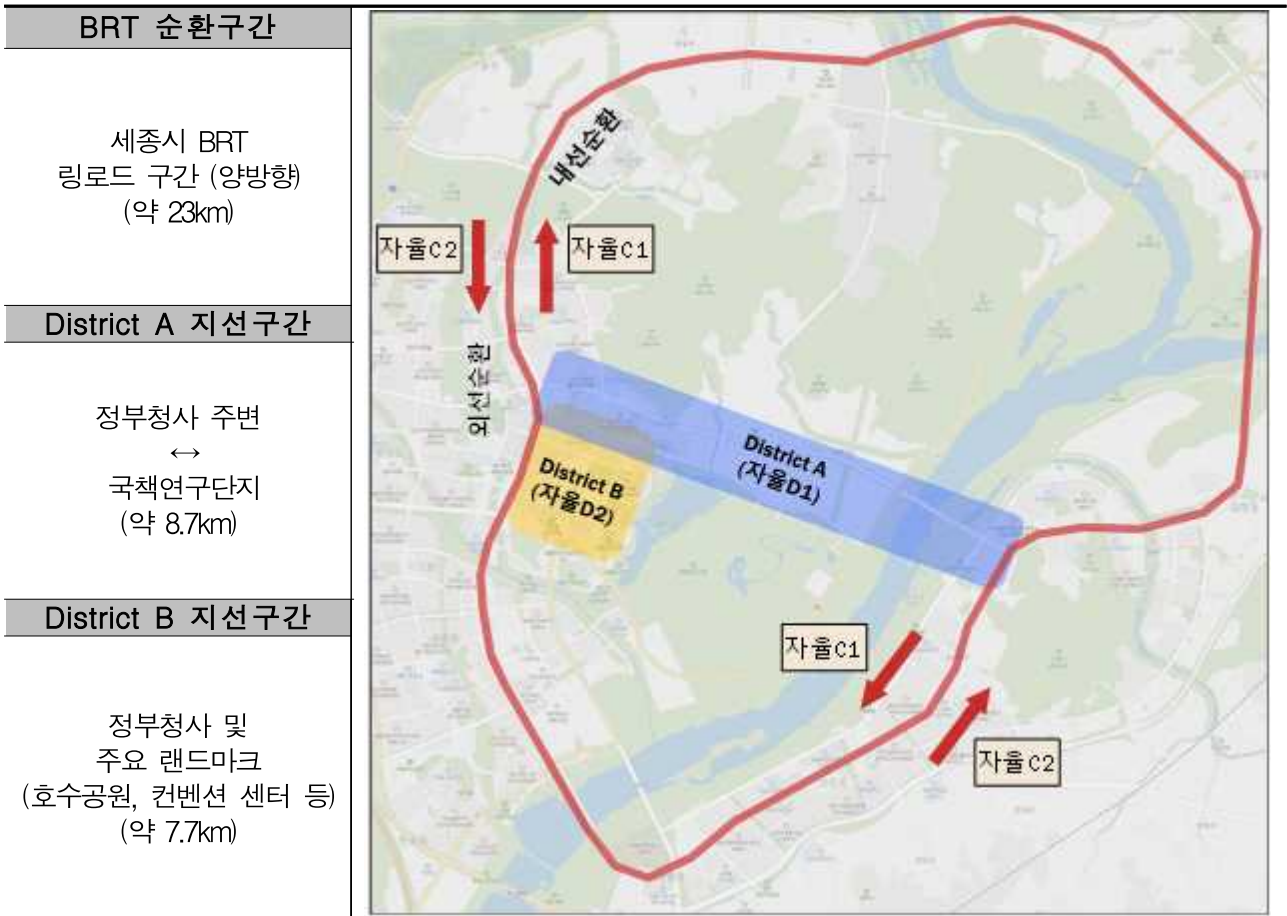 BRT 순환구간
세종시 BRT
링로드 구간 (양방향)
(약 23km)
District A 지선구간
정부청사 주변
↔
국책연구단지
(약 8.7km)
District B 지선구간
정부청사 및
주요 랜드마크
(호수공원, 컨벤션 센터 등)
(약 7.7km)
내선순환
자율C2
자율C1
외선순환
District A
(자율D1)
District B
(자율D2)
자율C1
자율C2